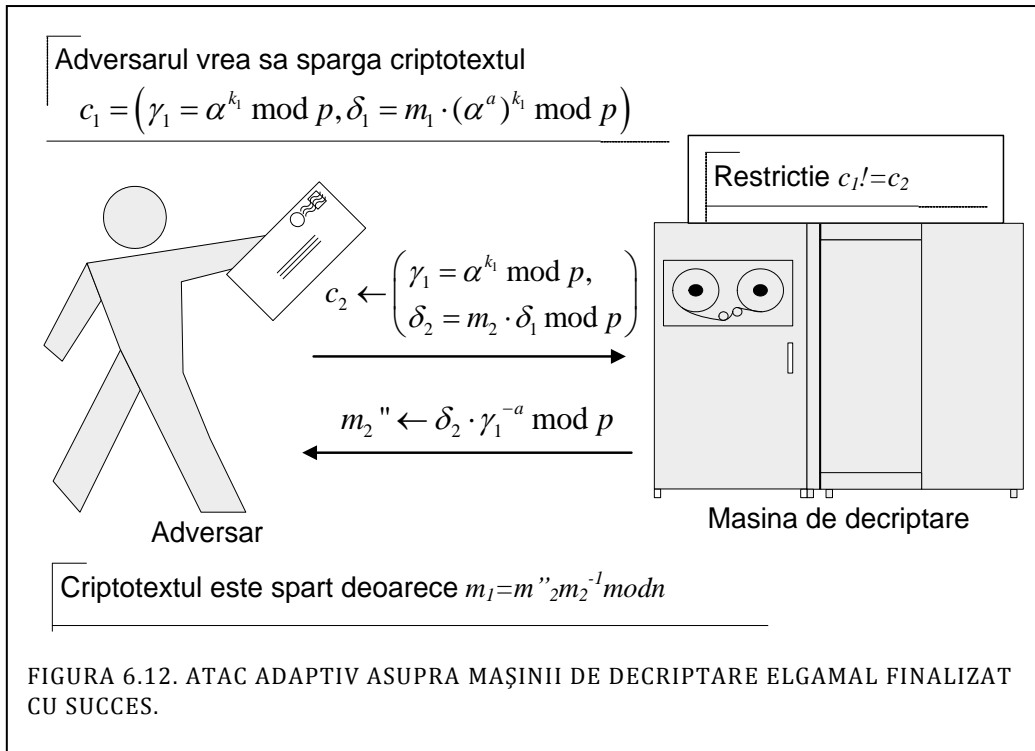 Adversarul vrea sa sparga criptotextul
c₁ = (γ₁ = α^{k₁} mod p, δ₁ = m₁ · (α^a)^{k₁} mod p)
Restrictie c₁!=c₂
c₂ ← (γ₁ = α^{k₁} mod p,
δ₂ = m₂ · δ₁ mod p)
m₂" ← δ₂ · γ₁^{-a} mod p
Adversar
Masina de decriptare
Criptotextul este spart deoarece m₁=m”₂m₂⁻¹modn
FIGURA 6.12. ATAC ADAPTIV ASUPRA MAŞINII DE DECRIPTARE ELGAMAL FINALIZAT
CU SUCCES.